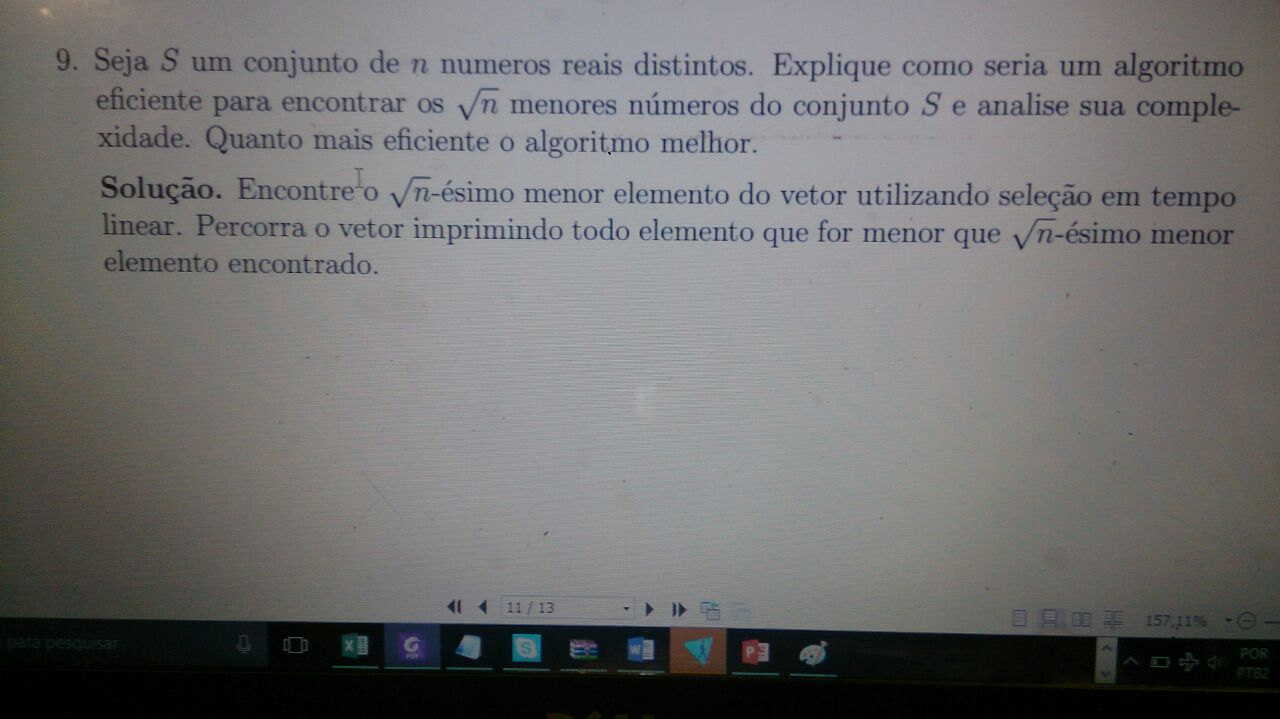 9. Seja S um conjunto de n numeros reais distintos. Explique como seria um algoritmo
eficiente para encontrar os √n menores números do conjunto S e analise sua comple-
xidade. Quanto mais eficiente o algoritmo melhor.
Solução. Encontre o √n-ésimo menor elemento do vetor utilizando seleção em tempo
linear. Percorra o vetor imprimindo todo elemento que for menor que √n-ésimo menor
elemento encontrado.
11 / 13
157,11%
para pesquisar
POR
PTB2